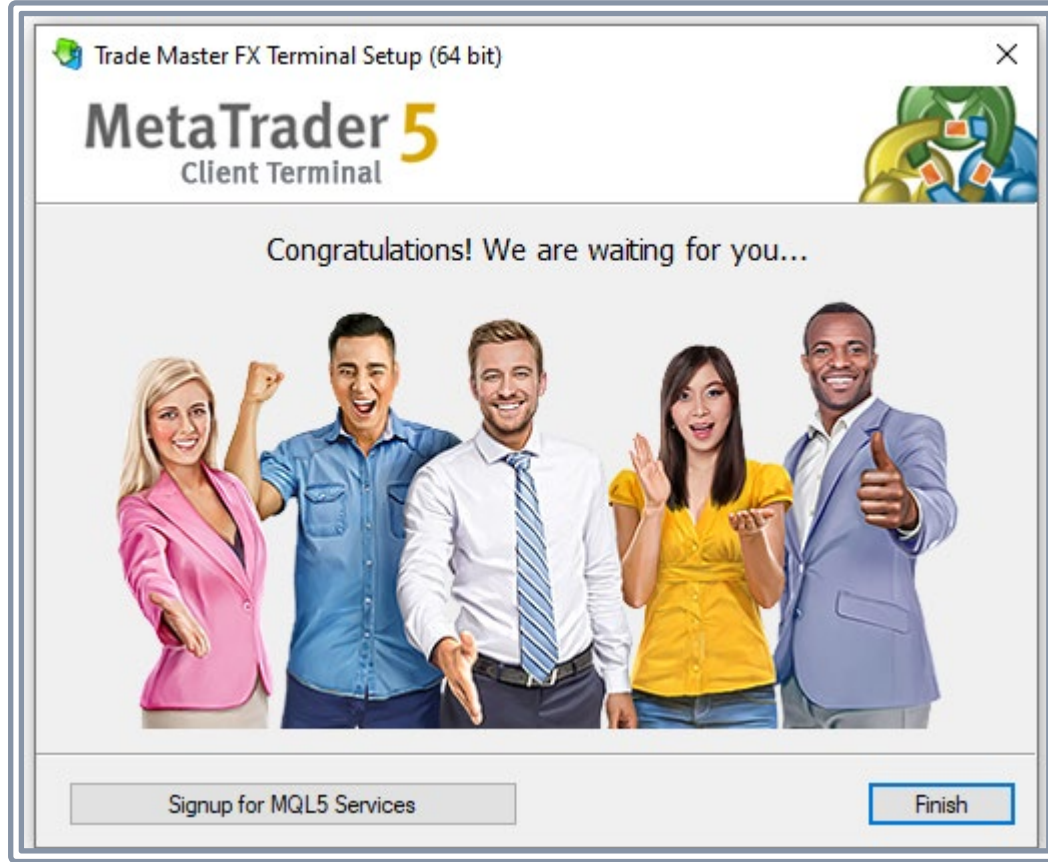 Trade Master FX Terminal Setup (64 bit)
MetaTrader 5
Client Terminal
Congratulations! We are waiting for you...
Signup for MQL5 Services
Finish